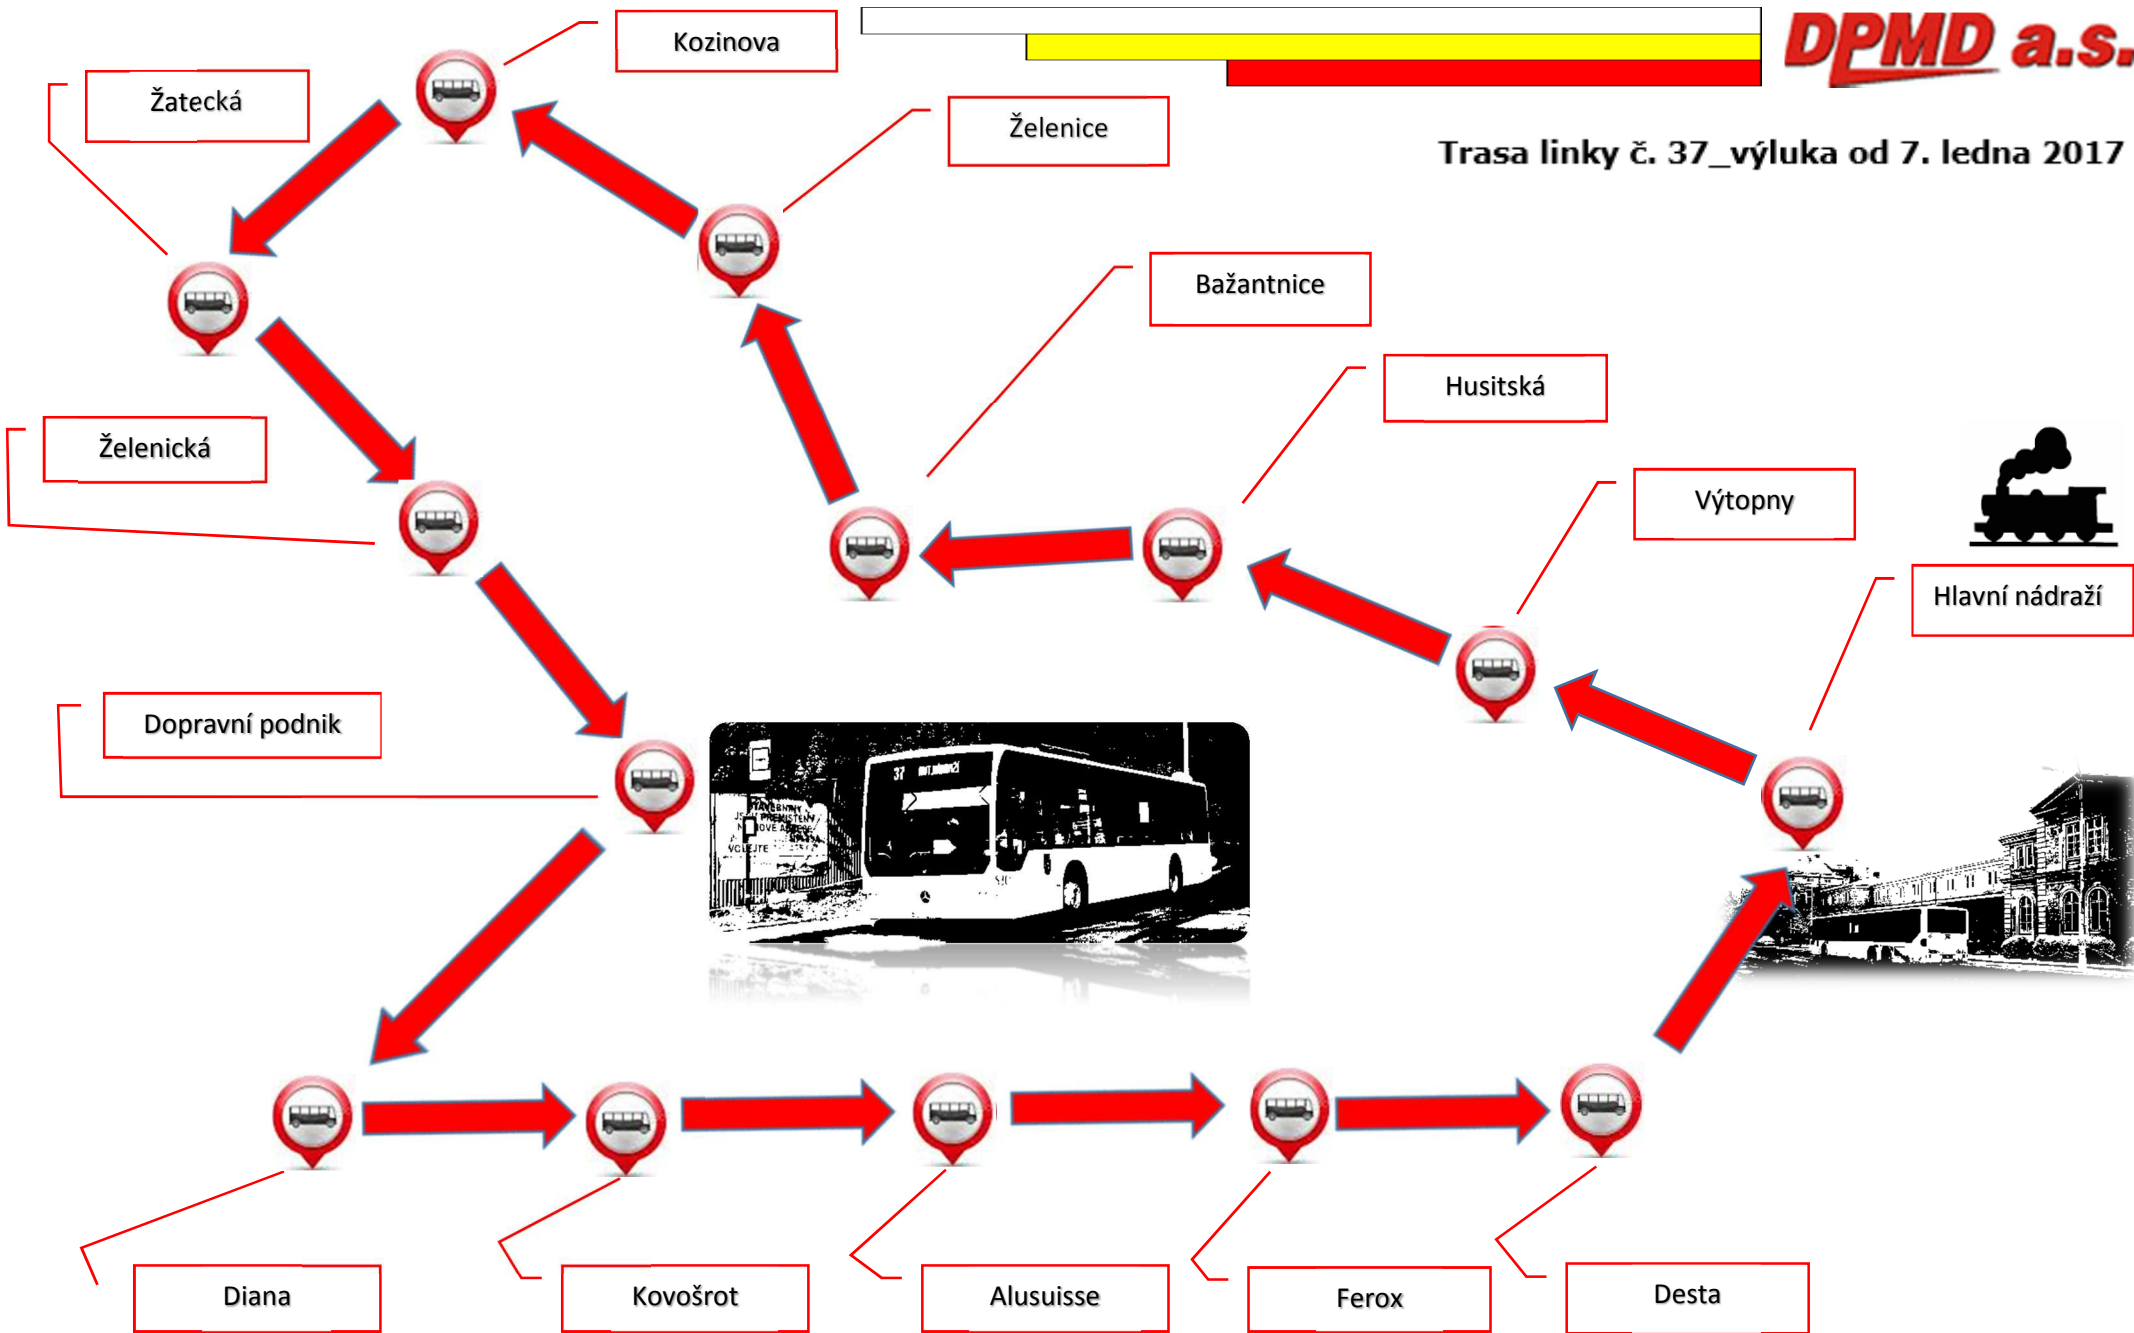 Kozinova
DPMD a.s.
Žatecká
Želenice
Trasa linky č. 37_výluka od 7. ledna 2017
Bažantnice
Husitská
Želenická
Výtopny
Hlavní nádraží
Dopravní podnik
37
VOLEJTE
Diana
Kovošrot
Alusuisse
Ferox
Desta